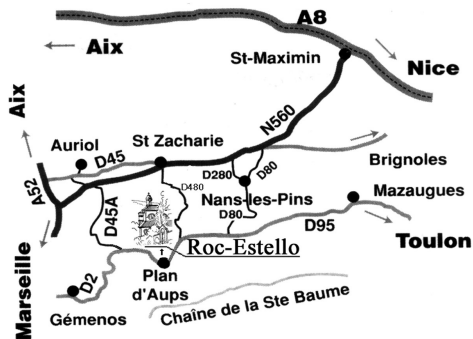 A8
Aix
St-Maximin
Nice
Aix
N560
Auriol
St Zacharie
D45
D280
D80
Brignoles
A52
D480
Nans-les-Pins
Mazaugues
D45A
D80
D95
Roc-Estello
Toulon
Marseille
D2
Plan
d'Aups
Gémenos
Chaîne de la Ste Baume